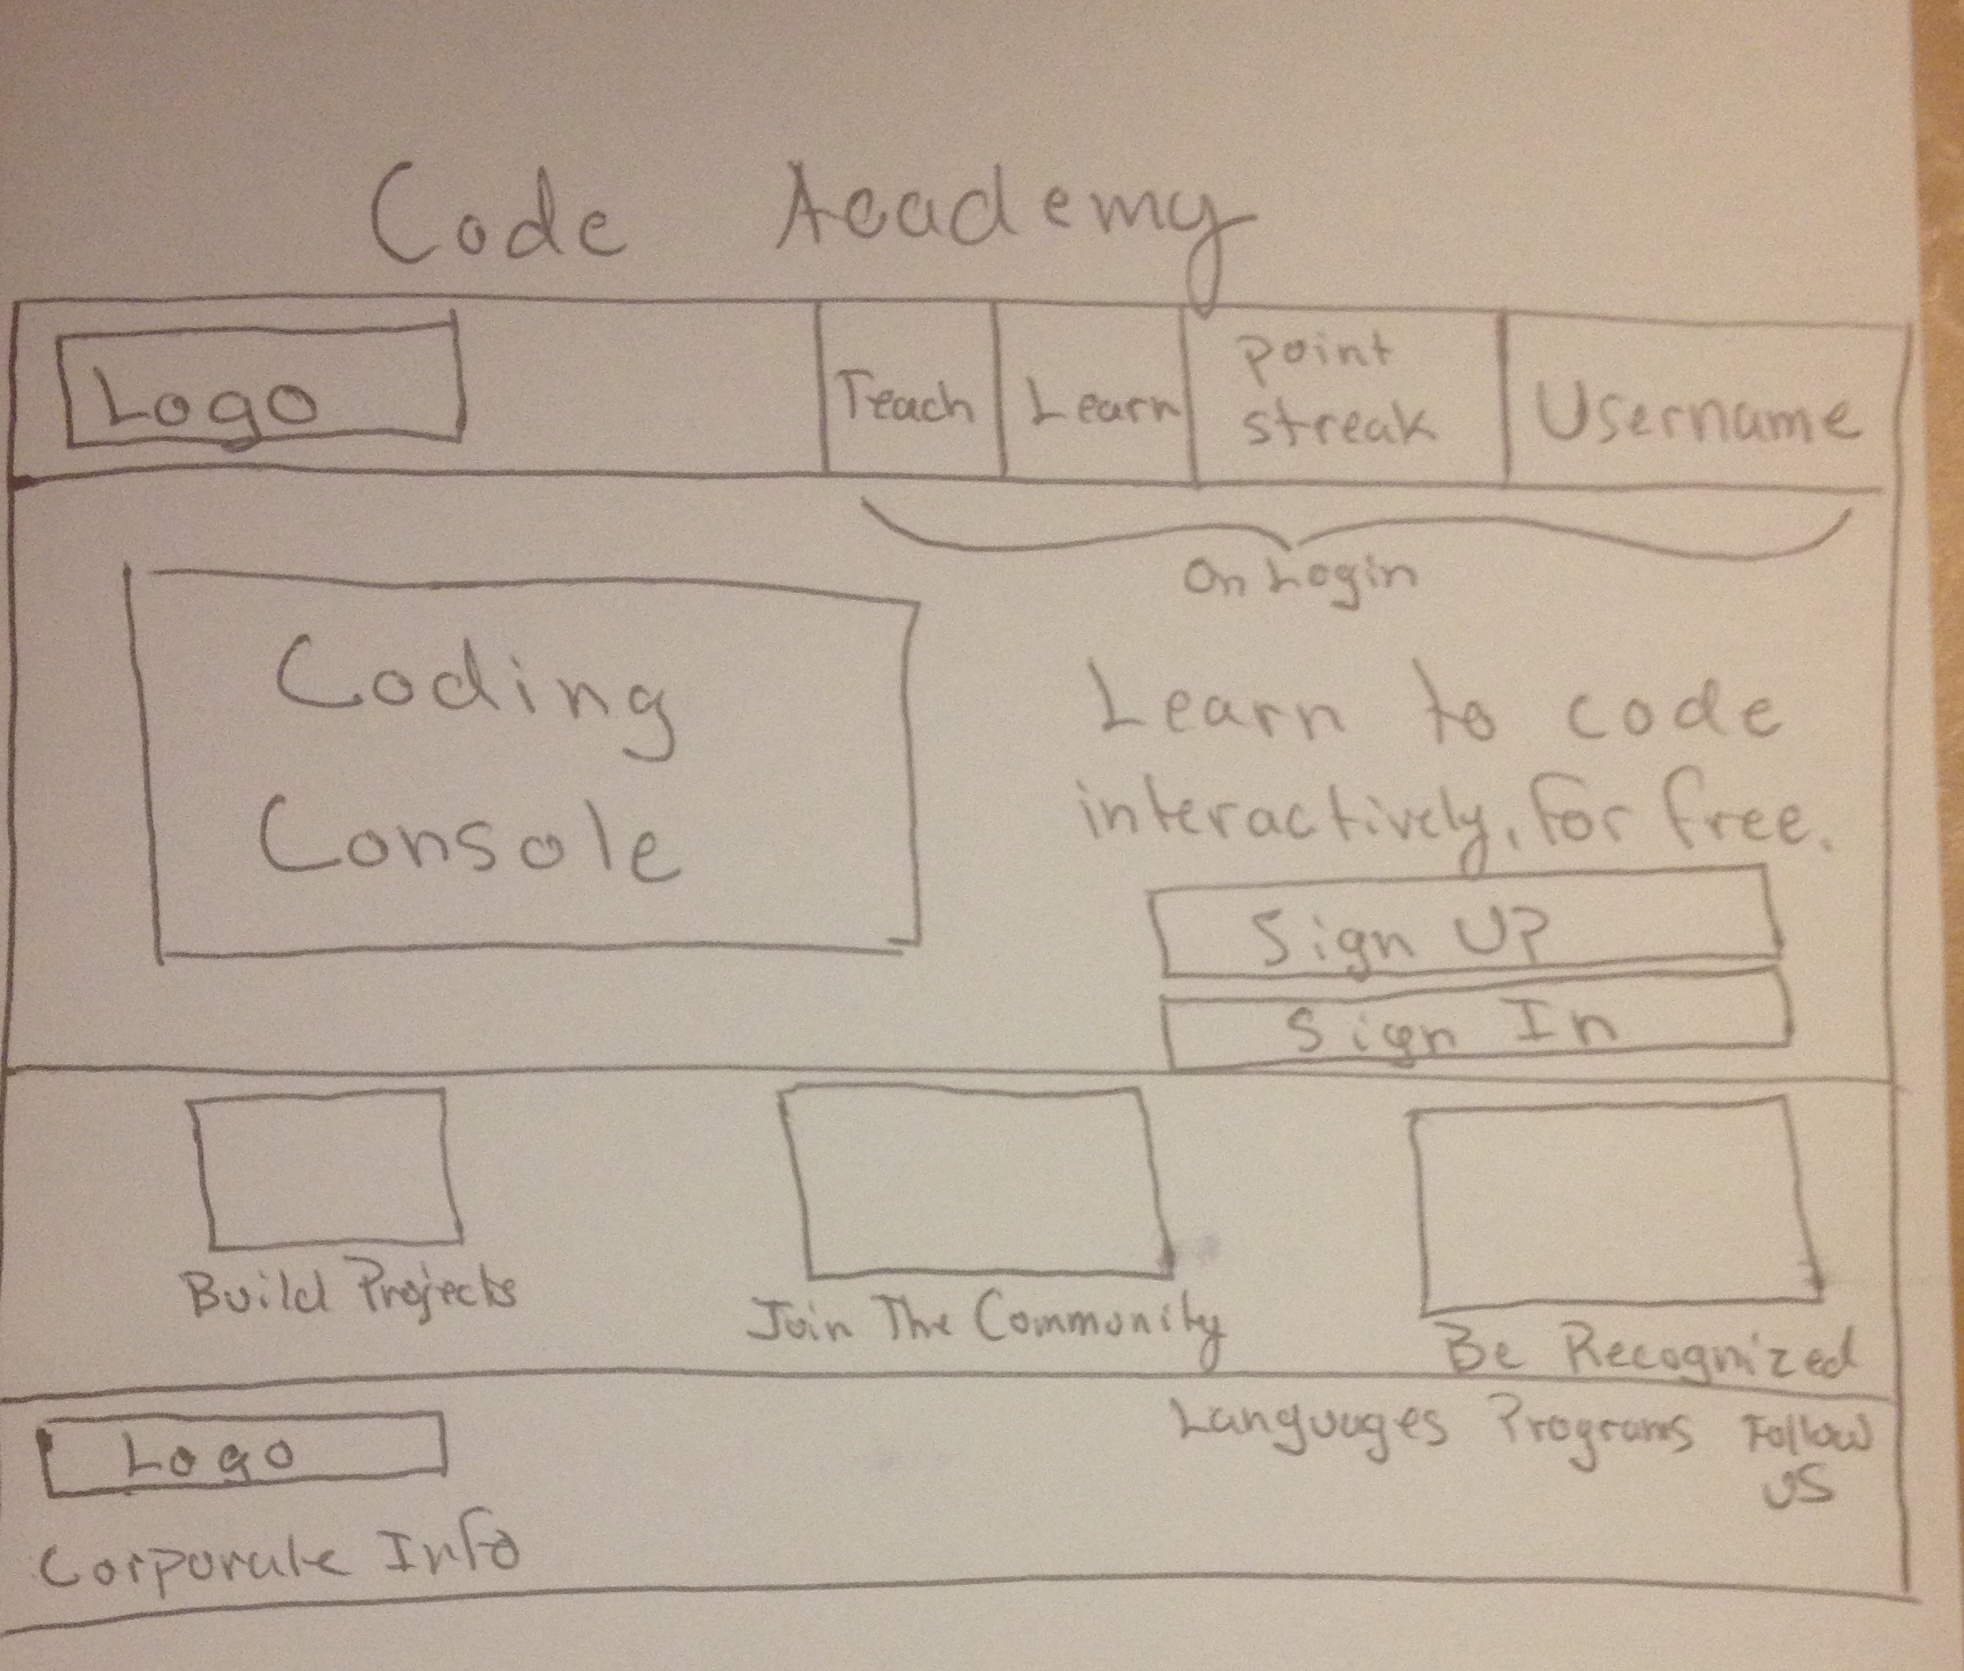 Code Academy
Logo
Teach
Learn
point
streak
Username
On Login
Coding
Console
Learn to code
interactively, for free.
Sign UP
Sign In
Build Projects
Join The Community
Be Recognized
Logo
Languages Programs Follow
US
Corporate Info